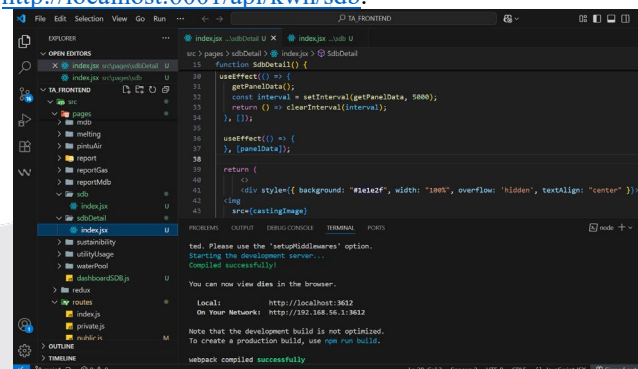 http://localhost:6001/api/kwh/sdb.
File Edit Selection View Go Run ...
TA_FRONTEND
EXPLORER
OPEN EDITORS
index.jsx src\pages\sdbDetail U
index.jsx src\pages\sdb U
TA_FRONTEND
src
pages
mdb
melting
pintuAir
report
reportGas
reportMdb
sdb
index.jsx U
sdbDetail
index.jsx U
sustainibility
utilityUsage
waterPool
dashboardSDB.js U
redux
routes
index.js
private.js
public.js M
OUTLINE
TIMELINE
index.jsx ...\sdbDetail U index.jsx ...\sdb U
src > pages > sdbDetail > index.jsx > SdbDetail
15 function SdbDetail() {
30 useEffect(() => {
31 getPanelData();
32 const interval = setInterval(getPanelData, 5000);
33 return () => clearInterval(interval);
34 }, []);
35
36 useEffect(() => {
37 }, [panelData]);
38
39 return (
40 <>
41 <div style={{ background: "#1e1e2f", width: "100%", overflow: 'hidden', textAlign: "center" }}>
42 <img
43 src={castingImage}
PROBLEMS OUTPUT DEBUG CONSOLE TERMINAL PORTS
node
ted. Please use the 'setupMiddlewares' option.
Starting the development server...
Compiled successfully!
You can now view dies in the browser.
Local: http://localhost:3612
On Your Network: http://192.168.56.1:3612
Note that the development build is not optimized.
To create a production build, use npm run build.
webpack compiled successfully